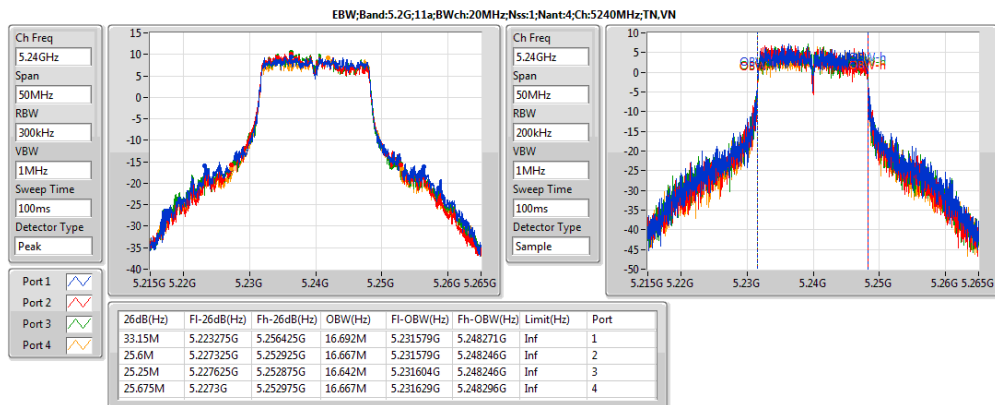 EBW;Band:5.2G;11a;BWch:20MHz;Nss:1;Nant:4;Ch:5240MHz;TN,VN
Ch Freq
5.24GHz
Span
50MHz
RBW
300kHz
VBW
1MHz
Sweep Time
100ms
Detector Type
Peak
15
10
5
0
-5
-10
-15
-20
-25
-30
-35
-40
5.215G 5.22G 5.23G 5.24G 5.25G 5.26G 5.265G
Ch Freq
5.24GHz
Span
50MHz
RBW
200kHz
VBW
1MHz
Sweep Time
100ms
Detector Type
Sample
10
5
0
-5
-10
-15
-20
-25
-30
-35
-40
-45
-50
5.215G 5.22G 5.23G 5.24G 5.25G 5.26G 5.265G
Port 1
Port 2
Port 3
Port 4
26dB(Hz) Fl-26dB(Hz) Fh-26dB(Hz) OBW(Hz) Fl-OBW(Hz) Fh-OBW(Hz) Limit(Hz) Port
33.15M 5.223275G 5.256425G 16.692M 5.231579G 5.248271G Inf 1
25.6M 5.227325G 5.252925G 16.667M 5.231579G 5.248246G Inf 2
25.25M 5.227625G 5.252875G 16.642M 5.231604G 5.248246G Inf 3
25.675M 5.2273G 5.252975G 16.667M 5.231629G 5.248296G Inf 4